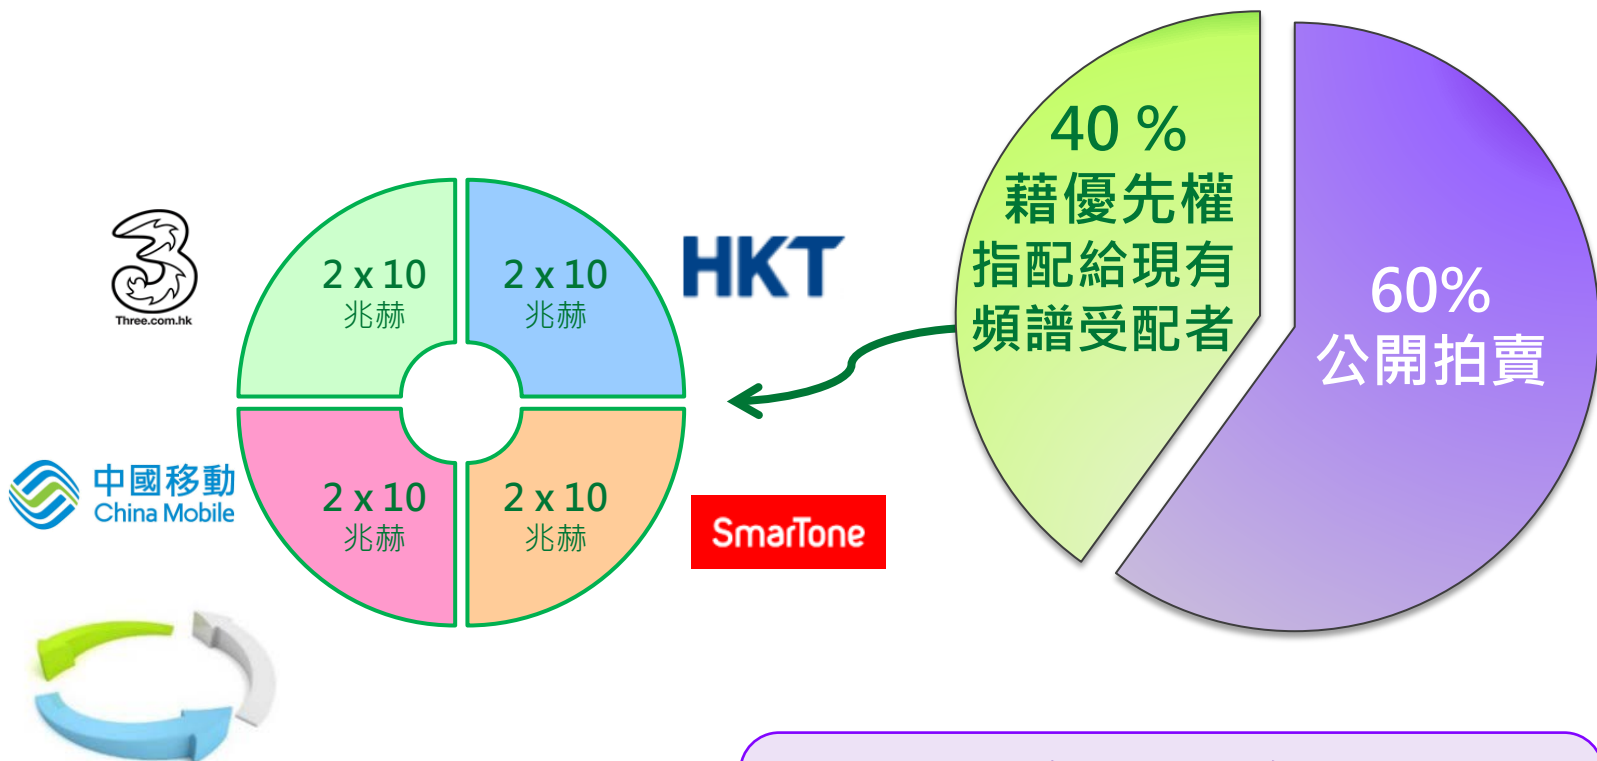 Three.com.hk
2 x 10
兆赫
2 x 10
兆赫
HKT
中國移動
China Mobile
2 x 10
兆赫
2 x 10
兆赫
SmarTone
40 %
藉優先權
指配給現有
頻譜受配者
60%
公開拍賣